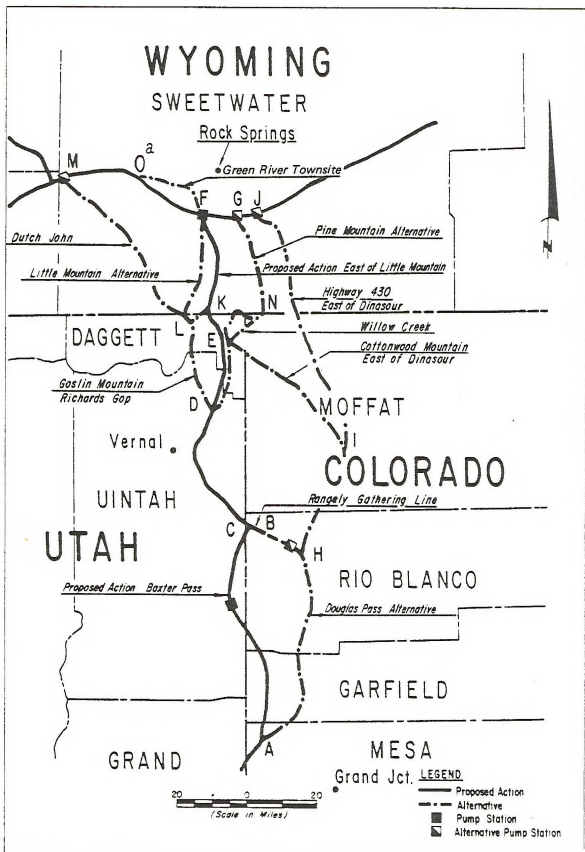 WYOMING
SWEETWATER
Rock Springs
Oa
M
Green River Townsite
F
G
J
Dutch John
Pine Mountain Alternative
Little Mountain Alternative
Proposed Action East of Little Mountain
Highway 430
East of Dinasour
N
K
N
L
E
Willow Creek
DAGGETT
Cottonwood Mountain
East of Dinasour
Goslin Mountain
Richards Gop
D
MOFFAT
Vernal
I
COLORADO
UINTAH
Rangely Gathering Line
C
B
UTAH
H
RIO BLANCO
Proposed Action Baxter Pass
Douglas Pass Alternative
GARFIELD
A
GRAND
MESA
Grand Jct.
LEGEND
Proposed Action
Alternative
Pump Station
Alternative Pump Station
20 0 20
(Scale in Miles)